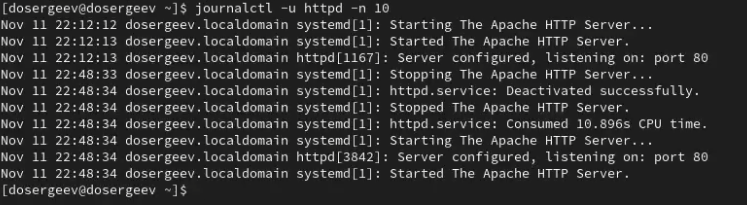 [dosergeev@dosergeev ~]$ journalctl -u httpd -n 10
Nov 11 22:12:12 dosergeev.localdomain systemd[1]: Starting The Apache HTTP Server...
Nov 11 22:12:13 dosergeev.localdomain systemd[1]: Started The Apache HTTP Server.
Nov 11 22:12:13 dosergeev.localdomain httpd[1167]: Server configured, listening on: port 80
Nov 11 22:48:33 dosergeev.localdomain systemd[1]: Stopping The Apache HTTP Server...
Nov 11 22:48:34 dosergeev.localdomain systemd[1]: httpd.service: Deactivated successfully.
Nov 11 22:48:34 dosergeev.localdomain systemd[1]: Stopped The Apache HTTP Server.
Nov 11 22:48:34 dosergeev.localdomain systemd[1]: httpd.service: Consumed 10.896s CPU time.
Nov 11 22:48:34 dosergeev.localdomain systemd[1]: Starting The Apache HTTP Server...
Nov 11 22:48:34 dosergeev.localdomain httpd[3842]: Server configured, listening on: port 80
Nov 11 22:48:34 dosergeev.localdomain systemd[1]: Started The Apache HTTP Server.
[dosergeev@dosergeev ~]$